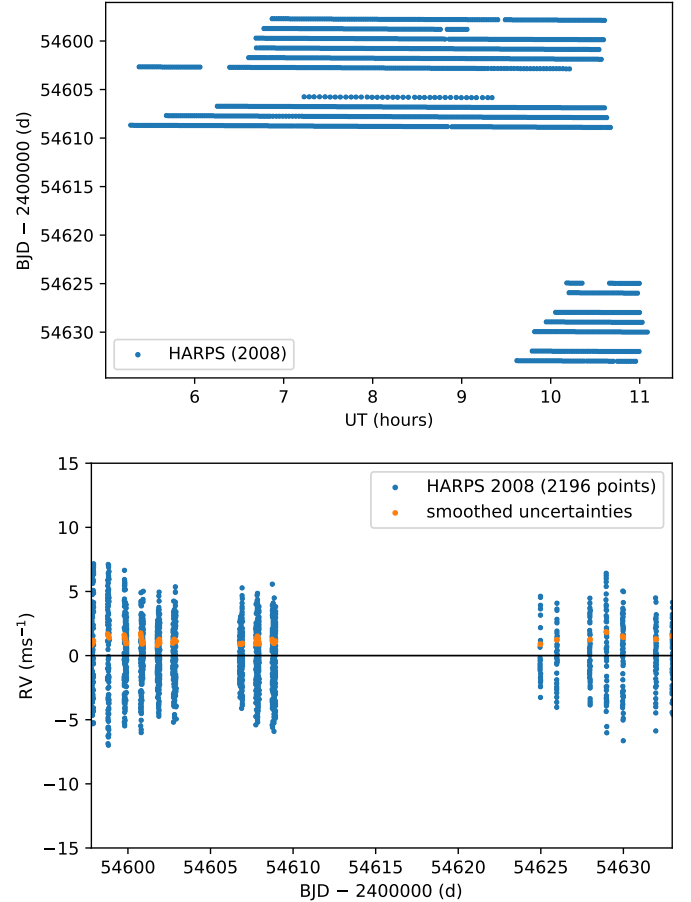 54600
54605
54610
54615
54620
54625
54630
BJD − 2400000 (d)
HARPS (2008)
6 7 8 9 10 11
UT (hours)
15
10
5
0
−5
−10
−15
RV (ms⁻¹)
HARPS 2008 (2196 points)
smoothed uncertainties
54600 54605 54610 54615 54620 54625 54630
BJD − 2400000 (d)